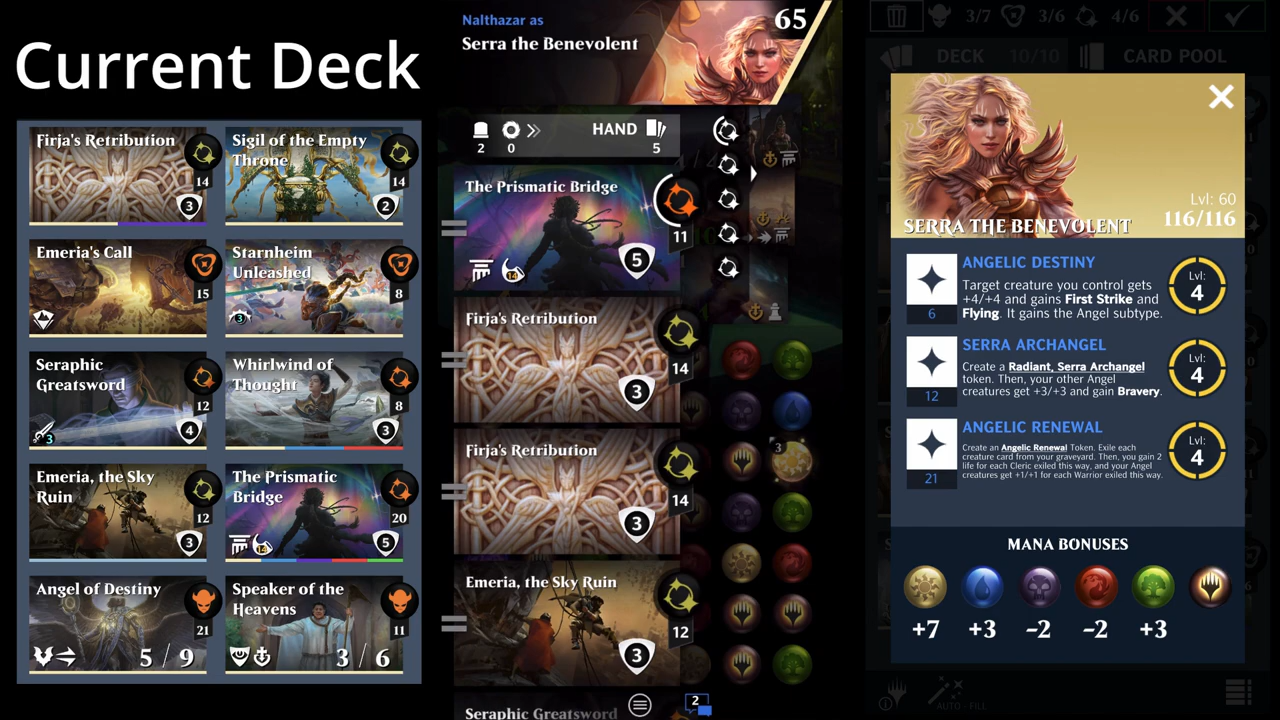 Current Deck
Firja's Retribution
14
3
Sigil of the Empty
Throne
14
2
Emeria's Call
15
Starnheim
Unleashed
8
3
Seraphic
Greatsword
12
3
4
Whirlwind of
Thought
8
3
Emeria, the Sky
Ruin
12
3
The Prismatic
Bridge
20
14
5
Angel of Destiny
21
5 / 9
Speaker of the
Heavens
11
3 / 6
Nalthazar as
Serra the Benevolent
65
HAND
2
0
5
The Prismatic Bridge
11
14
5
Firja's Retribution
14
3
Firja's Retribution
14
3
3
Emeria, the Sky Ruin
12
3
Seraphic Greatsword
2
3/7
3/6
4/6
DECK 10/10
CARD POOL
SERRA THE BENEVOLENT
Lvl: 60
116/116
ANGELIC DESTINY
Target creature you control gets
+4/+4 and gains First Strike and
Flying. It gains the Angel subtype.
6
Lvl:
4
SERRA ARCHANGEL
Create a Radiant, Serra Archangel
token. Then, your other Angel
creatures get +3/+3 and gain Bravery.
12
Lvl:
4
ANGELIC RENEWAL
Create an Angelic Renewal Token. Exile each
creature card from your graveyard. Then, you gain 2
life for each Cleric exiled this way, and your Angel
creatures get +1/+1 for each Warrior exiled this way.
21
Lvl:
4
MANA BONUSES
+7
+3
-2
-2
+3
AUTO - FILL